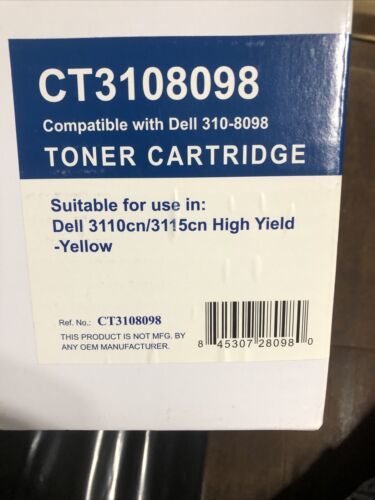 CT3108098
Compatible with Dell 310-8098
TONER CARTRIDGE
Suitable for use in:
Dell 3110cn/3115cn High Yield
-Yellow
Ref. No.: CT3108098
THIS PRODUCT IS NOT MFG. BY
ANY OEM MANUFACTURER.
8 45307 28098 0